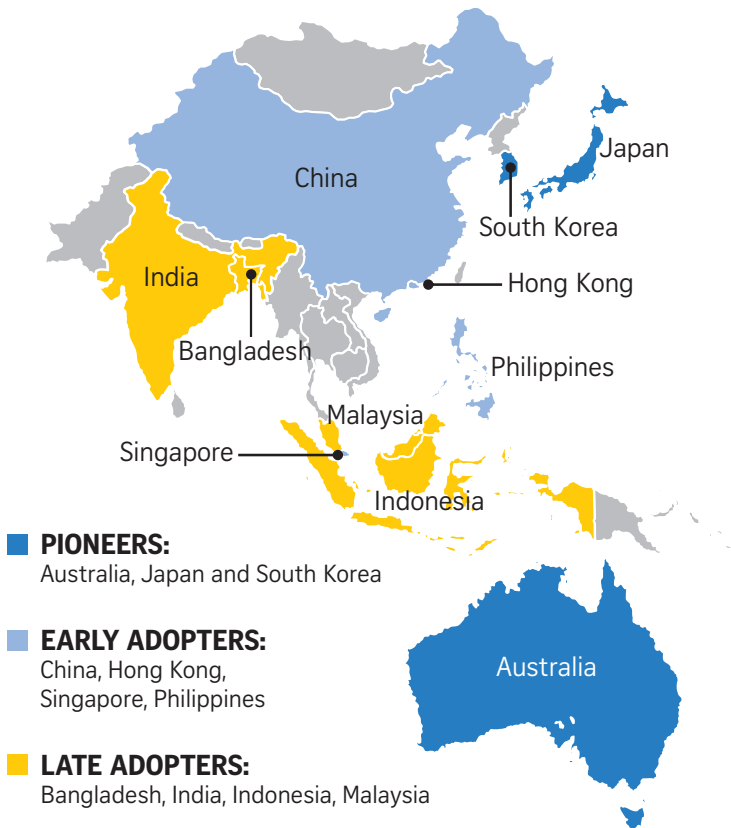 China
Japan
South Korea
India
Hong Kong
Bangladesh
Philippines
Malaysia
Singapore
Indonesia
PIONEERS:
Australia, Japan and South Korea
EARLY ADOPTERS:
China, Hong Kong,
Singapore, Philippines
Australia
LATE ADOPTERS:
Bangladesh, India, Indonesia, Malaysia